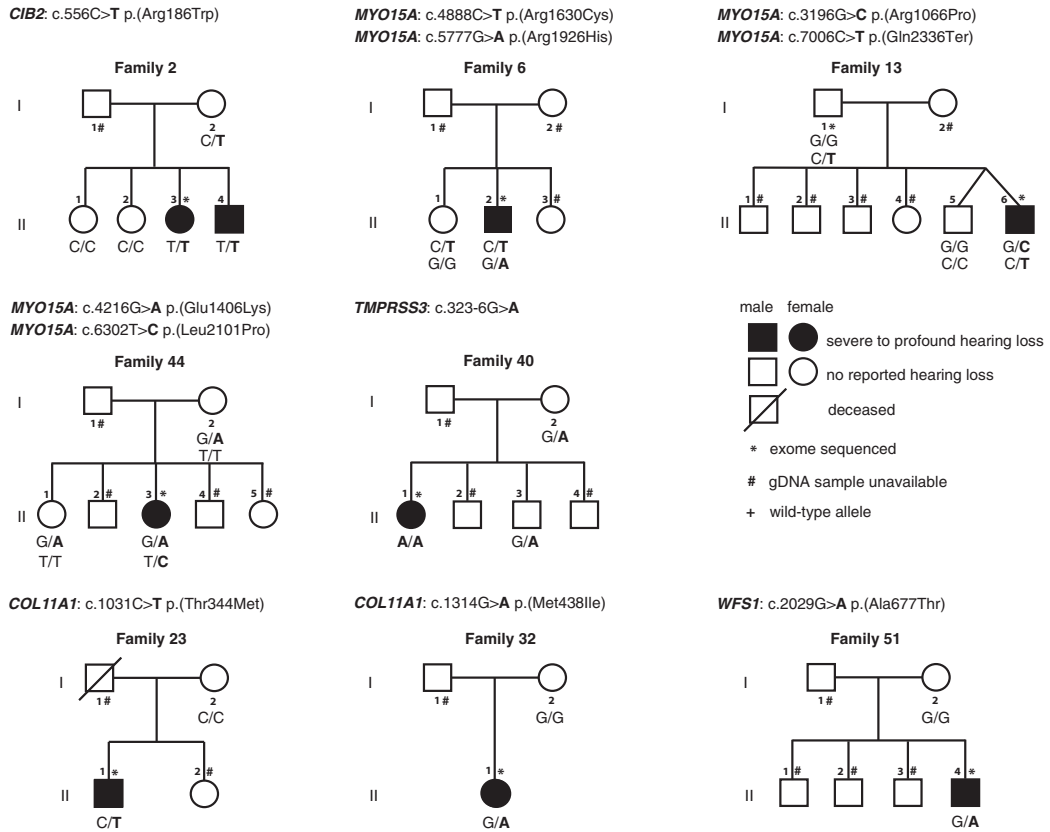 CIB2: c.556C>T p.(Arg186Trp)
Family 2
I
1#
2
C/T
II
1
2
3 *
4
C/C
C/C
T/T
T/T
MYO15A: c.4888C>T p.(Arg1630Cys)
MYO15A: c.5777G>A p.(Arg1926His)
Family 6
I
1#
2#
II
1
2 *
3 #
C/T
C/T
G/G
G/A
MYO15A: c.3196G>C p.(Arg1066Pro)
MYO15A: c.7006C>T p.(Gln2336Ter)
Family 13
I
1*
2#
G/G
C/T
II
1 #
2 #
3 #
4 #
5
6 *
G/G
G/C
C/C
C/T
MYO15A: c.4216G>A p.(Glu1406Lys)
MYO15A: c.6302T>C p.(Leu2101Pro)
Family 44
I
1#
2
G/A
T/T
II
1
2 #
3 *
4 #
5 #
G/A
G/A
T/T
T/C
TMPRSS3: c.323-6G>A
Family 40
I
1#
2
G/A
II
1 *
2 #
3
4 #
A/A
G/A
male female
severe to profound hearing loss
no reported hearing loss
deceased
* exome sequenced
# gDNA sample unavailable
+ wild-type allele
COL11A1: c.1031C>T p.(Thr344Met)
Family 23
I
1#
2
C/C
II
1 *
2 #
C/T
COL11A1: c.1314G>A p.(Met438Ile)
Family 32
I
1#
2
G/G
II
1 *
G/A
WFS1: c.2029G>A p.(Ala677Thr)
Family 51
I
1#
2
G/G
II
1 #
2 #
3 #
4 *
G/A